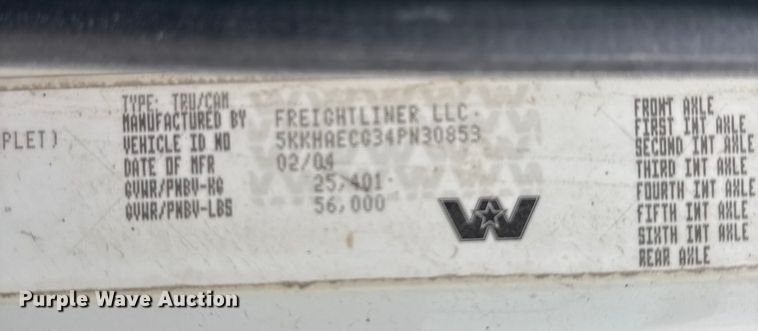 PLET)
TYPE: TRU/CAM
MANUFACTURED BY FREIGHTLINER LLC.
VEHICLE ID NO 5KKHAECG34PN30853
DATE OF MFR 02/04
GVWR/PNBV-KG 25,401
GVWR/PNBV-LBS 56,000
W
FRONT AXLE
FIRST INT AXLE
SECOND INT AXLE
THIRD INT AXLE
FOURTH INT AXLE
FIFTH INT AXLE
SIXTH INT AXLE
REAR AXLE
Purple Wave Auction